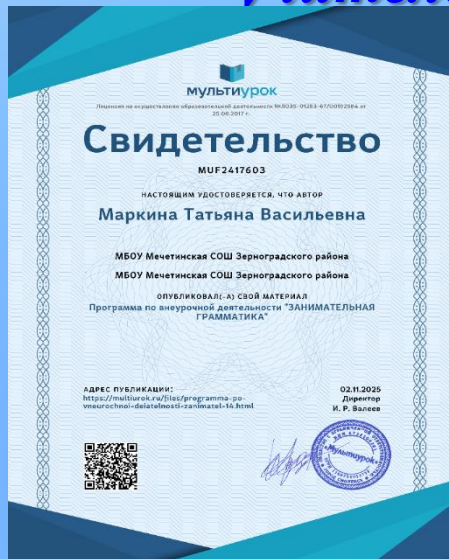 мультиурок
Свидетельство
MUF2417603
НАСТОЯЩИМ УДОСТОВЕРЯЕТСЯ, ЧТО АВТОР
Маркина Татьяна Васильевна
МБОУ Мечетинская СОШ Зерноградского района
МБОУ Мечетинская СОШ Зерноградского района
ОПУБЛИКОВАЛ(-А) СВОЙ МАТЕРИАЛ
Программа по внеурочной деятельности "ЗАНИМАТЕЛЬНАЯ
ГРАММАТИКА"
АДРЕС ПУБЛИКАЦИИ:
https://multiurok.ru/files/programma-po-
vneurochnoi-deiatelnosti-zanimatel-14.html
02.11.2025
Директор
И. Р. Валеев
Мультиурок